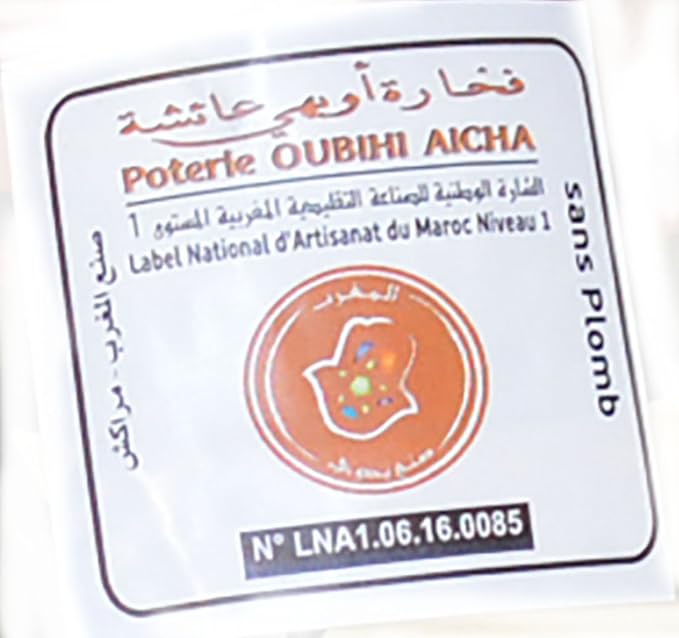 فخارة أوبهي عائشة
Poterie OUBIHI AICHA
الشارة الوطنية للصناعة التقليدية المغربية المستوى 1
Label National d'Artisanat du Maroc Niveau 1
صنع المغرب - مراكش
sans Plomb
المغرب
N° LNA1.06.16.0085